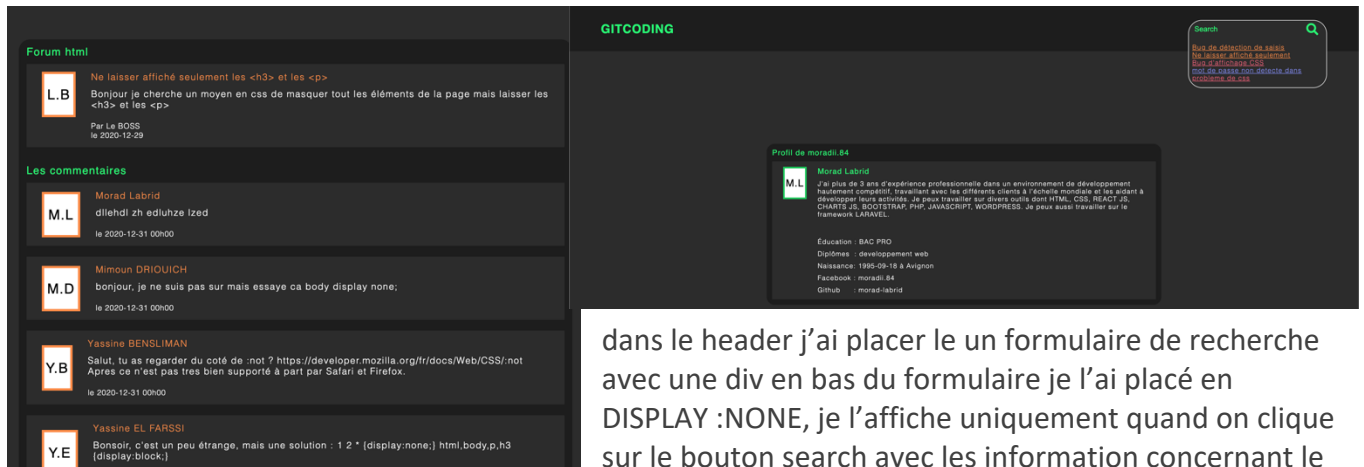 Forum html
L.B
Ne laisser affiché seulement les <h3> et les <p>
Bonjour je cherche un moyen en css de masquer tout les éléments de la page mais laisser les
<h3> et les <p>
Par Le BOSS
le 2020-12-29
Les commentaires
M.L
Morad Labrid
dllehdl zh edluhze lzed
le 2020-12-31 00h00
M.D
Mimoun DRIOUICH
bonjour, je ne suis pas sur mais essaye ca body display none;
le 2020-12-31 00h00
Y.B
Yassine BENSLIMAN
Salut, tu as regarder du coté de :not ? https://developer.mozilla.org/fr/docs/Web/CSS/:not
Apres ce n'est pas tres bien supporté à part par Safari et Firefox.
le 2020-12-31 00h00
Y.E
Yassine EL FARSSI
Bonsoir, c'est un peu étrange, mais une solution : 1 2 * {display:none;} html,body,p,h3
{display:block;}
GITCODING
Search
Bug de détection de saisis
Ne laisser affiché seulement
Bug d'affichage CSS
mot de passe non detecte dans
probleme de css
Profil de moradii.84
M.L
Morad Labrid
J'ai plus de 3 ans d'expérience professionnelle dans un environnement de développement
hautement compétitif, travaillant avec les différents clients à l'échelle mondiale et les aidant à
développer leurs activités. Je peux travailler sur divers outils dont HTML, CSS, REACT JS,
CHARTS JS, BOOTSTRAP, PHP, JAVASCRIPT, WORDPRESS. Je peux aussi travailler sur le
framework LARAVEL.
Éducation : BAC PRO
Diplômes : developpement web
Naissance: 1995-09-18 à Avignon
Facebook : moradii.84
Github : morad-labrid
dans le header j'ai placer le un formulaire de recherche
avec une div en bas du formulaire je l'ai placé en
DISPLAY :NONE, je l'affiche uniquement quand on clique
sur le bouton search avec les information concernant le